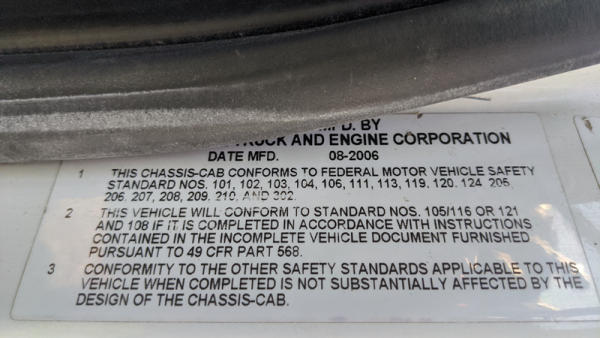 MFD. BY
TRUCK AND ENGINE CORPORATION
DATE MFD. 08-2006
1 THIS CHASSIS-CAB CONFORMS TO FEDERAL MOTOR VEHICLE SAFETY
STANDARD NOS. 101, 102, 103, 104, 106, 111, 113, 119. 120. 124 205,
206, 207, 208, 209, 210, AND 302.
2 THIS VEHICLE WILL CONFORM TO STANDARD NOS. 105/116 OR 121
AND 108 IF IT IS COMPLETED IN ACCORDANCE WITH INSTRUCTIONS
CONTAINED IN THE INCOMPLETE VEHICLE DOCUMENT FURNISHED
PURSUANT TO 49 CFR PART 568.
3 CONFORMITY TO THE OTHER SAFETY STANDARDS APPLICABLE TO THIS
VEHICLE WHEN COMPLETED IS NOT SUBSTANTIALLY AFFECTED BY THE
DESIGN OF THE CHASSIS-CAB.